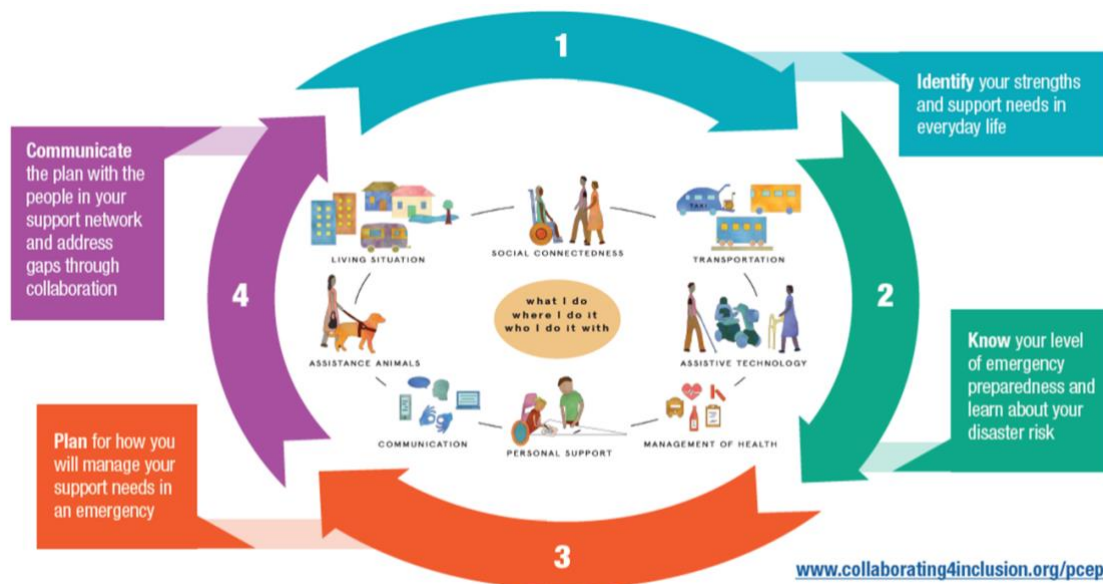 1
Identify your strengths
and support needs in
everyday life
2
Know your level
of emergency
preparedness and
learn about your
disaster risk
3
Plan for how you
will manage your
support needs in
an emergency
4
Communicate
the plan with the
people in your
support network
and address
gaps through
collaboration
LIVING SITUATION
SOCIAL CONNECTEDNESS
TAXI
TRANSPORTATION
what I do
where I do it
who I do it with
ASSISTANCE ANIMALS
ASSISTIVE TECHNOLOGY
COMMUNICATION
PERSONAL SUPPORT
MANAGEMENT OF HEALTH
www.collaborating4inclusion.org/pcep